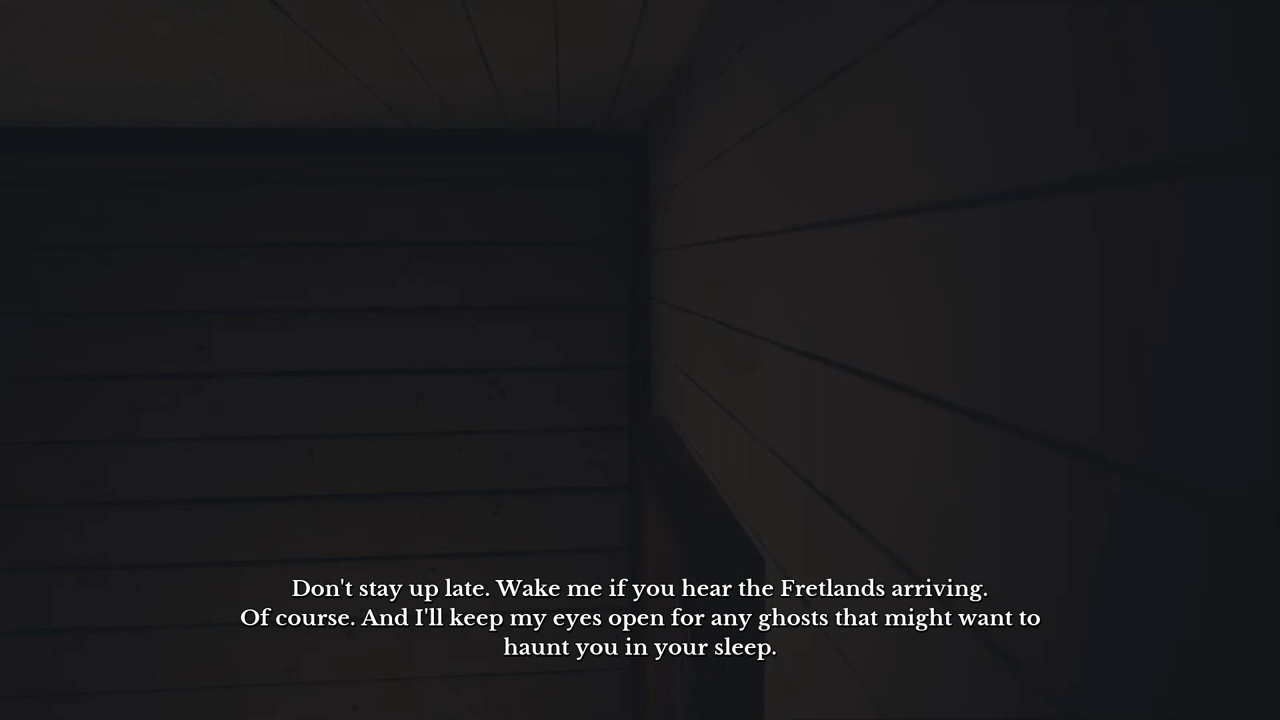 Don't stay up late. Wake me if you hear the Fretlands arriving.
Of course. And I'll keep my eyes open for any ghosts that might want to
haunt you in your sleep.